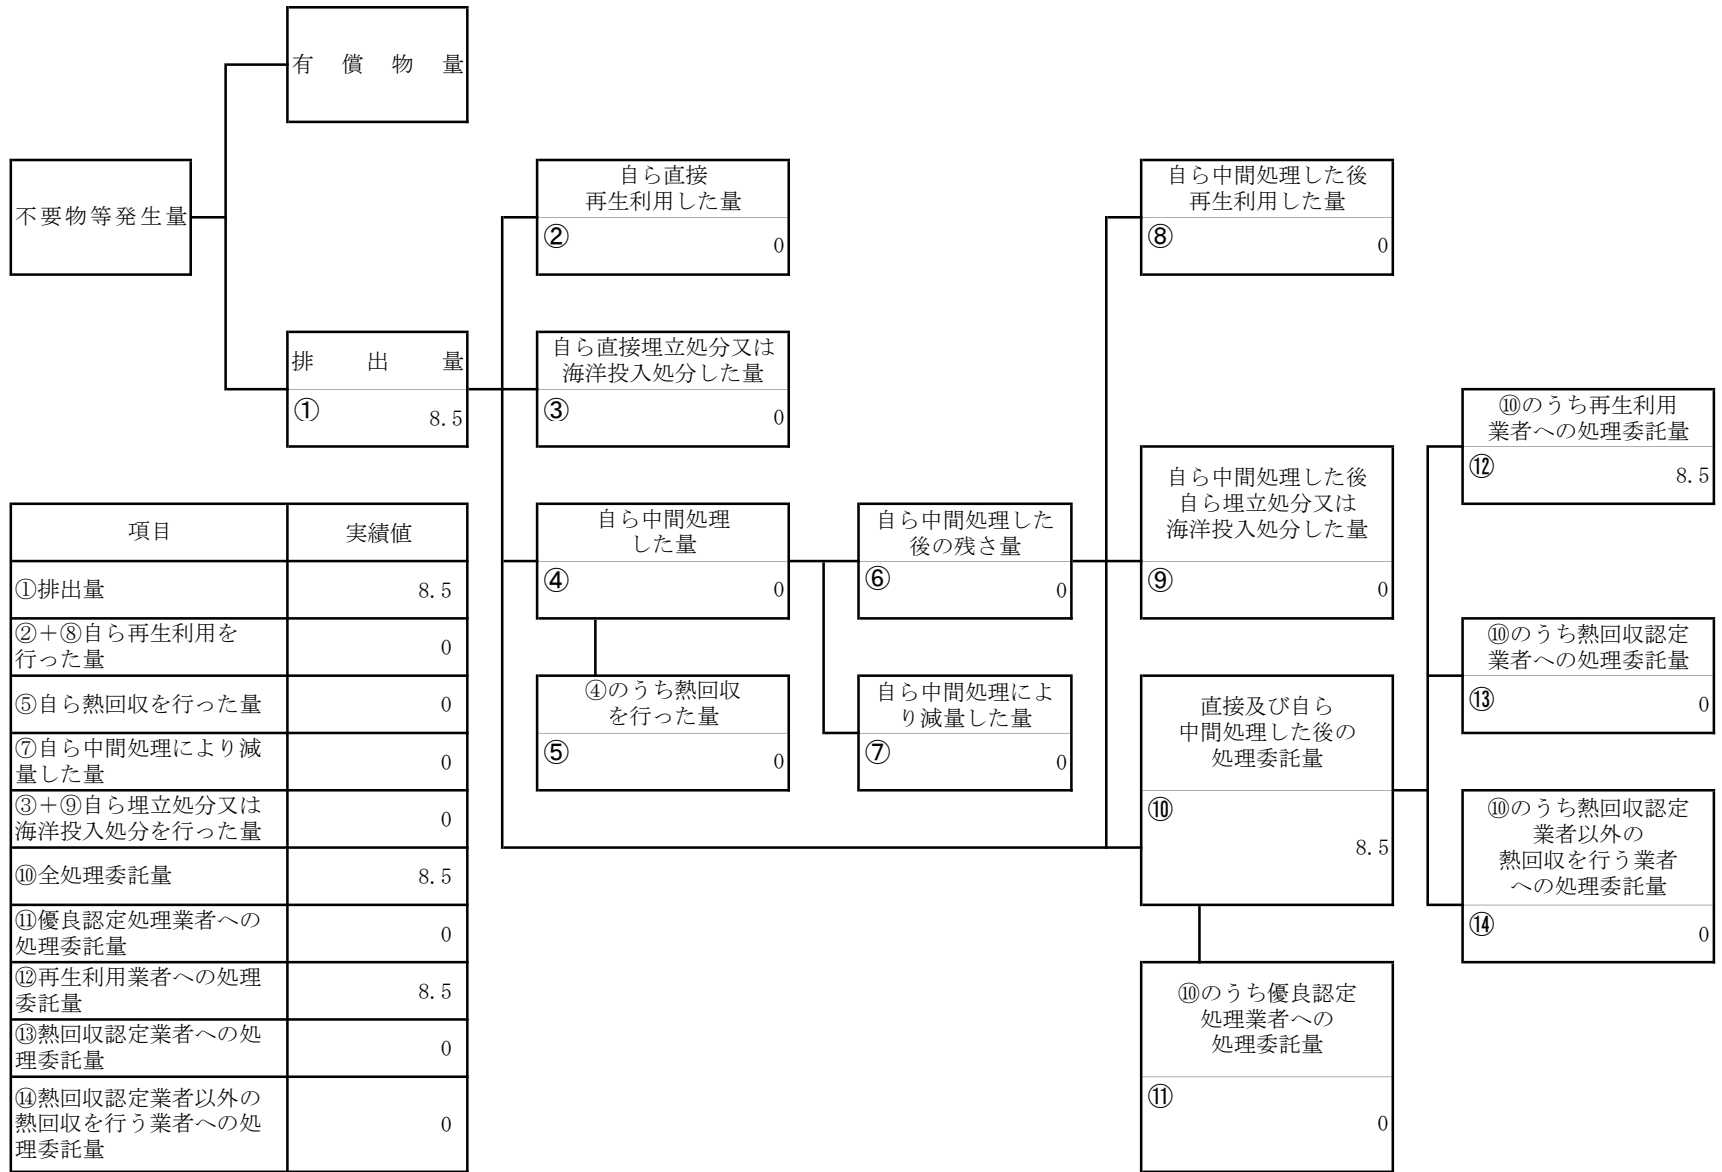 有償物量
不要物等発生量
排出量
① 8.5
自ら直接
再生利用した量
② 0
自ら直接埋立処分又は
海洋投入処分した量
③ 0
自ら中間処理
した量
④ 0
④のうち熱回収
を行った量
⑤ 0
自ら中間処理した
後の残さ量
⑥ 0
自ら中間処理によ
り減量した量
⑦ 0
自ら中間処理した後
再生利用した量
⑧ 0
自ら中間処理した後
自ら埋立処分又は
海洋投入処分した量
⑨ 0
直接及び自ら
中間処理した後の
処理委託量
⑩
8.5
⑩のうち優良認定
処理業者への
処理委託量
⑪
0
⑩のうち再生利用
業者への処理委託量
⑫ 8.5
⑩のうち熱回収認定
業者への処理委託量
⑬ 0
⑩のうち熱回収認定
業者以外の
熱回収を行う業者
への処理委託量
⑭ 0
項目 実績値
①排出量 8.5
②+⑧自ら再生利用を
行った量 0
⑤自ら熱回収を行った量 0
⑦自ら中間処理により減
量した量 0
③+⑨自ら埋立処分又は
海洋投入処分を行った量 0
⑩全処理委託量 8.5
⑪優良認定処理業者への
処理委託量 0
⑫再生利用業者への処理
委託量 8.5
⑬熱回収認定業者への処
理委託量 0
⑭熱回収認定業者以外の
熱回収を行う業者への処
理委託量 0